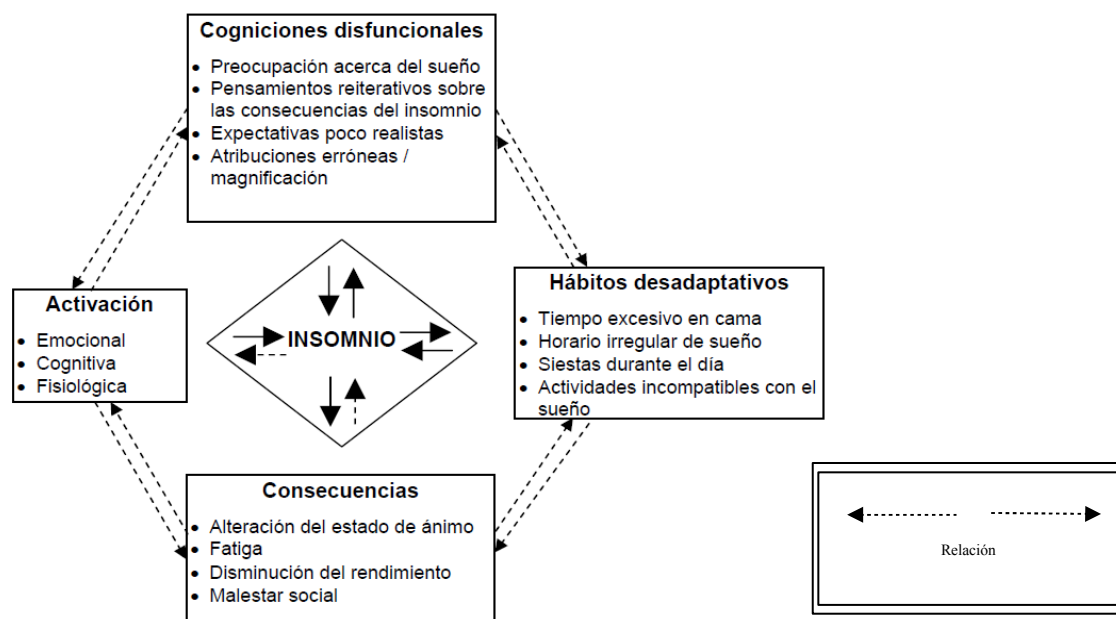 Cogniciones disfuncionales
• Preocupación acerca del sueño
• Pensamientos reiterativos sobre
las consecuencias del insomnio
• Expectativas poco realistas
• Atribuciones erróneas /
magnificación
Activación
• Emocional
• Cognitiva
• Fisiológica
INSOMNIO
Hábitos desadaptativos
• Tiempo excesivo en cama
• Horario irregular de sueño
• Siestas durante el día
• Actividades incompatibles con el
sueño
Consecuencias
• Alteración del estado de ánimo
• Fatiga
• Disminución del rendimiento
• Malestar social
Relación